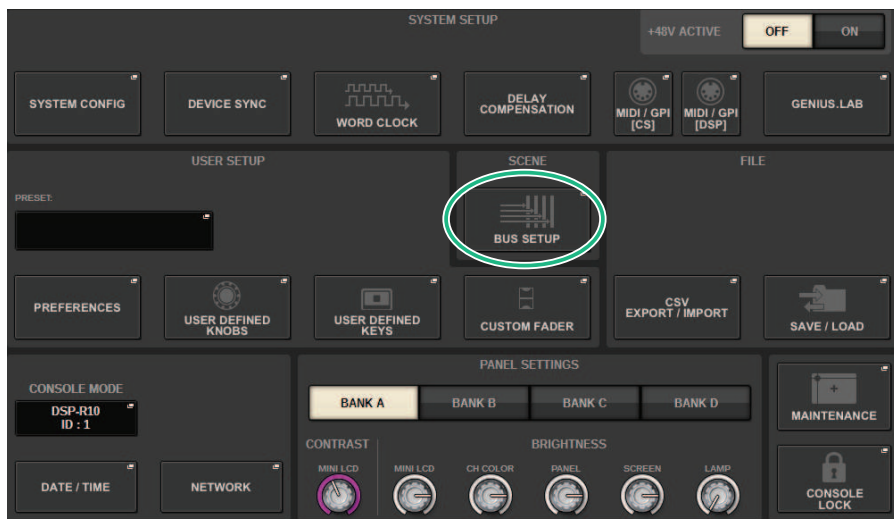 SYSTEM SETUP
+48V ACTIVE
OFF
ON
SYSTEM CONFIG
DEVICE SYNC
WORD CLOCK
DELAY
COMPENSATION
MIDI / GPI
[CS]
MIDI / GPI
[DSP]
GENIUS.LAB
USER SETUP
SCENE
FILE
PRESET:
BUS SETUP
PREFERENCES
USER DEFINED
KNOBS
USER DEFINED
KEYS
CUSTOM FADER
CSV
EXPORT / IMPORT
SAVE / LOAD
CONSOLE MODE
DSP-R10
ID : 1
DATE / TIME
NETWORK
PANEL SETTINGS
BANK A
BANK B
BANK C
BANK D
CONTRAST
BRIGHTNESS
MINI LCD
MINI LCD
CH COLOR
PANEL
SCREEN
LAMP
MAINTENANCE
CONSOLE
LOCK